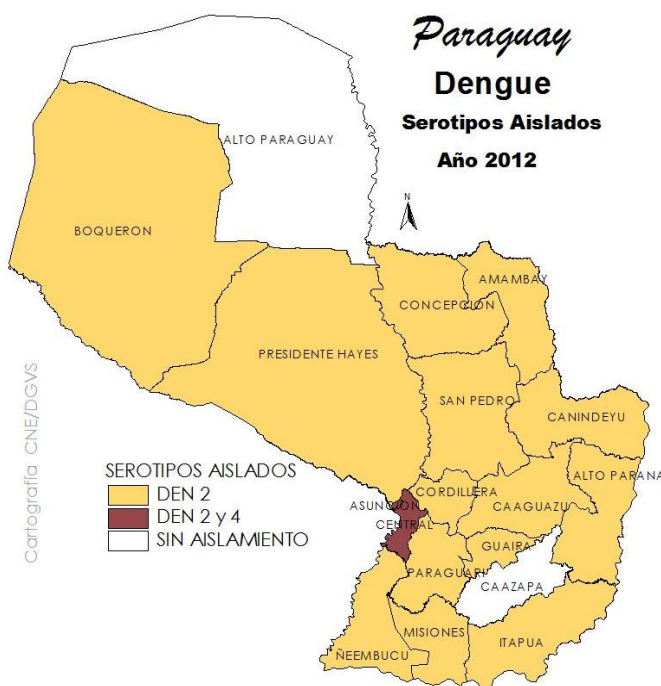 Paraguay
Dengue
Serotipos Aislados
Año 2012
N
ALTO PARAGUAY
BOQUERON
AMAMBAY
CONCEPCION
PRESIDENTE HAYES
SAN PEDRO
CANINDEYU
ALTO PARANA
CORDILLERA
ASUNCION
CAAGUAZU
CENTRAL
GUAIRA
PARAGUARI
CAAZAPA
MISIONES
ITAPUA
ÑEEMBUCU
SEROTIPOS AISLADOS
DEN 2
DEN 2 y 4
SIN AISLAMIENTO
Cartografía CNE/DGVS